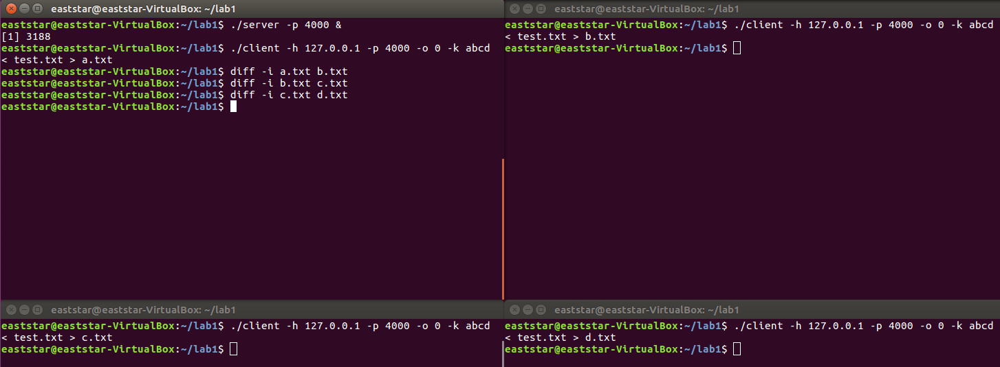 eaststar@eaststar-VirtualBox: ~/lab1
eaststar@eaststar-VirtualBox:~/lab1$ ./server -p 4000 &
[1] 3188
eaststar@eaststar-VirtualBox:~/lab1$ ./client -h 127.0.0.1 -p 4000 -o 0 -k abcd
< test.txt > a.txt
eaststar@eaststar-VirtualBox:~/lab1$ diff -i a.txt b.txt
eaststar@eaststar-VirtualBox:~/lab1$ diff -i b.txt c.txt
eaststar@eaststar-VirtualBox:~/lab1$ diff -i c.txt d.txt
eaststar@eaststar-VirtualBox:~/lab1$
eaststar@eaststar-VirtualBox: ~/lab1
eaststar@eaststar-VirtualBox:~/lab1$ ./client -h 127.0.0.1 -p 4000 -o 0 -k abcd
< test.txt > b.txt
eaststar@eaststar-VirtualBox:~/lab1$
eaststar@eaststar-VirtualBox: ~/lab1
eaststar@eaststar-VirtualBox:~/lab1$ ./client -h 127.0.0.1 -p 4000 -o 0 -k abcd
< test.txt > c.txt
eaststar@eaststar-VirtualBox:~/lab1$
eaststar@eaststar-VirtualBox: ~/lab1
eaststar@eaststar-VirtualBox:~/lab1$ ./client -h 127.0.0.1 -p 4000 -o 0 -k abcd
< test.txt > d.txt
eaststar@eaststar-VirtualBox:~/lab1$